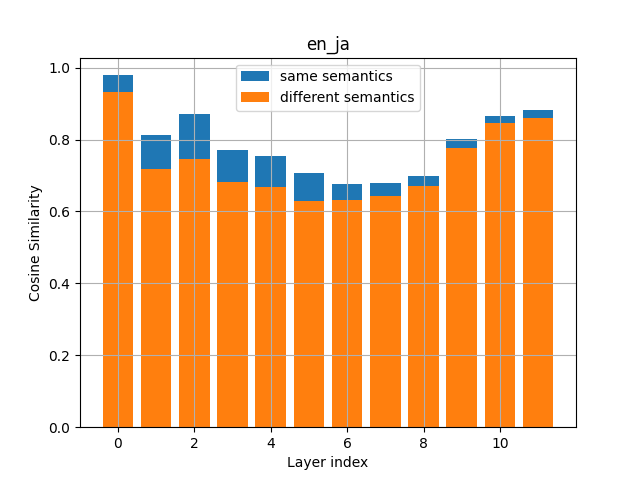 en_ja
same semantics
different semantics
1.0
0.8
0.6
0.4
0.2
0.0
Cosine Similarity
0 2 4 6 8 10
Layer index